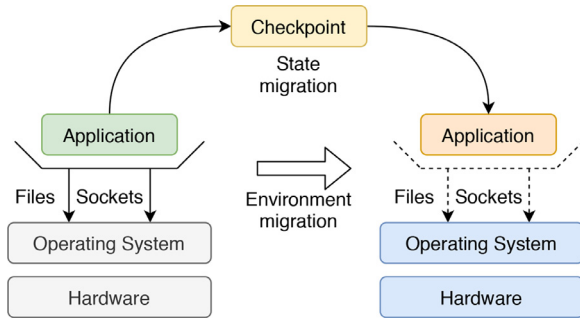 Checkpoint
State
migration
Application
Application
Files
Sockets
Environment
migration
Files
Sockets
Operating System
Operating System
Hardware
Hardware